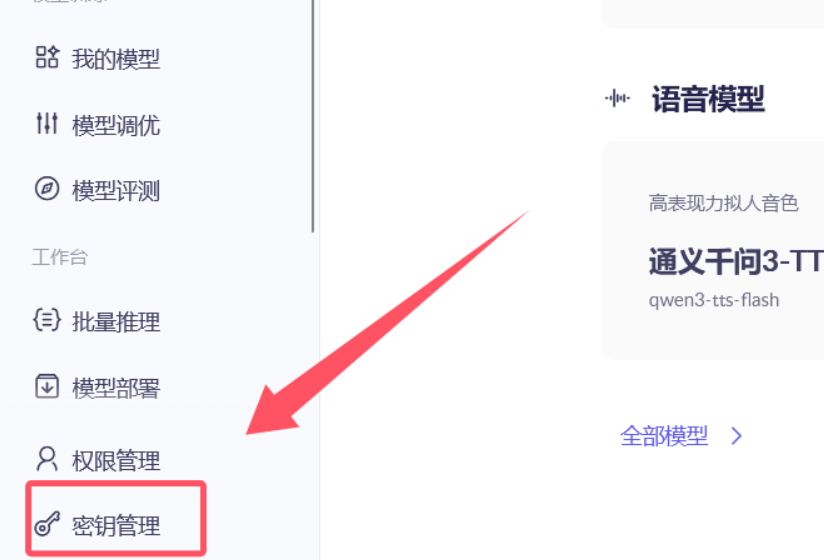 我的模型
模型调优
模型评测
工作台
批量推理
模型部署
权限管理
密钥管理
语音模型
高表现力拟人音色
通义千问3-TT
qwen3-tts-flash
全部模型